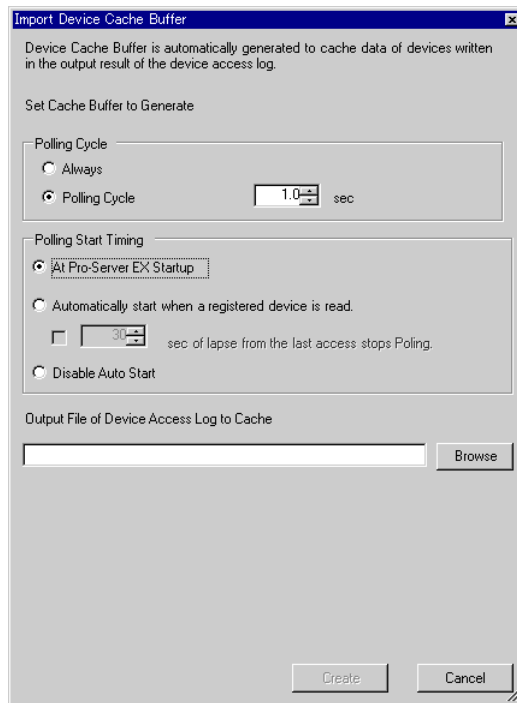 Import Device Cache Buffer
Device Cache Buffer is automatically generated to cache data of devices written
in the output result of the device access log.
Set Cache Buffer to Generate
Polling Cycle
Always
Polling Cycle 1.0 sec
Polling Start Timing
At Pro-Server EX Startup
Automatically start when a registered device is read.
30 sec of lapse from the last access stops Poling.
Disable Auto Start
Output File of Device Access Log to Cache
Browse
Create Cancel